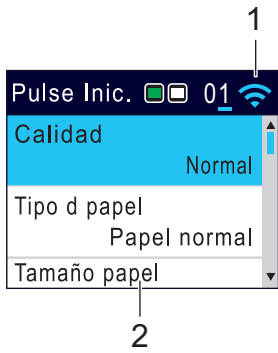 1
Pulse Inic. 01
Calidad
Normal
Tipo d papel
Papel normal
Tamaño papel
2